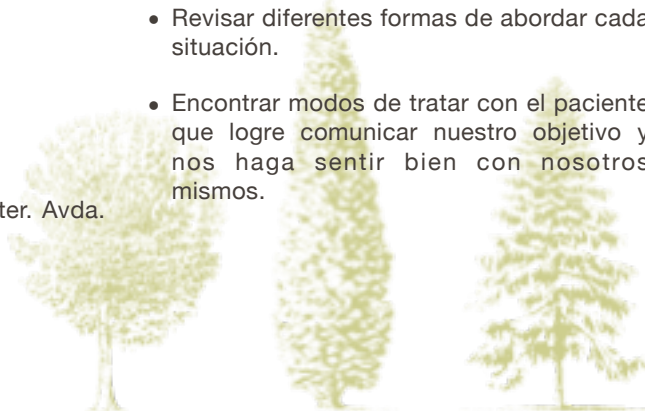 • Revisar diferentes formas de abordar cada
situación.
• Encontrar modos de tratar con el paciente
que logre comunicar nuestro objetivo y
nos haga sentir bien con nosotros
mismos.
ter. Avda.